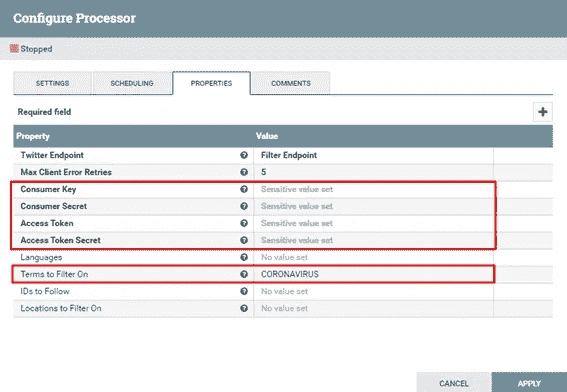 Configure Processor
Stopped
SETTINGS SCHEDULING PROPERTIES COMMENTS
Required field
Property Value
Twitter Endpoint Filter Endpoint
Max Client Error Retries 5
Consumer Key Sensitive value set
Consumer Secret Sensitive value set
Access Token Sensitive value set
Access Token Secret Sensitive value set
Languages No value set
Terms to Filter On CORONAVIRUS
IDs to Follow No value set
Locations to Filter On No value set
CANCEL APPLY